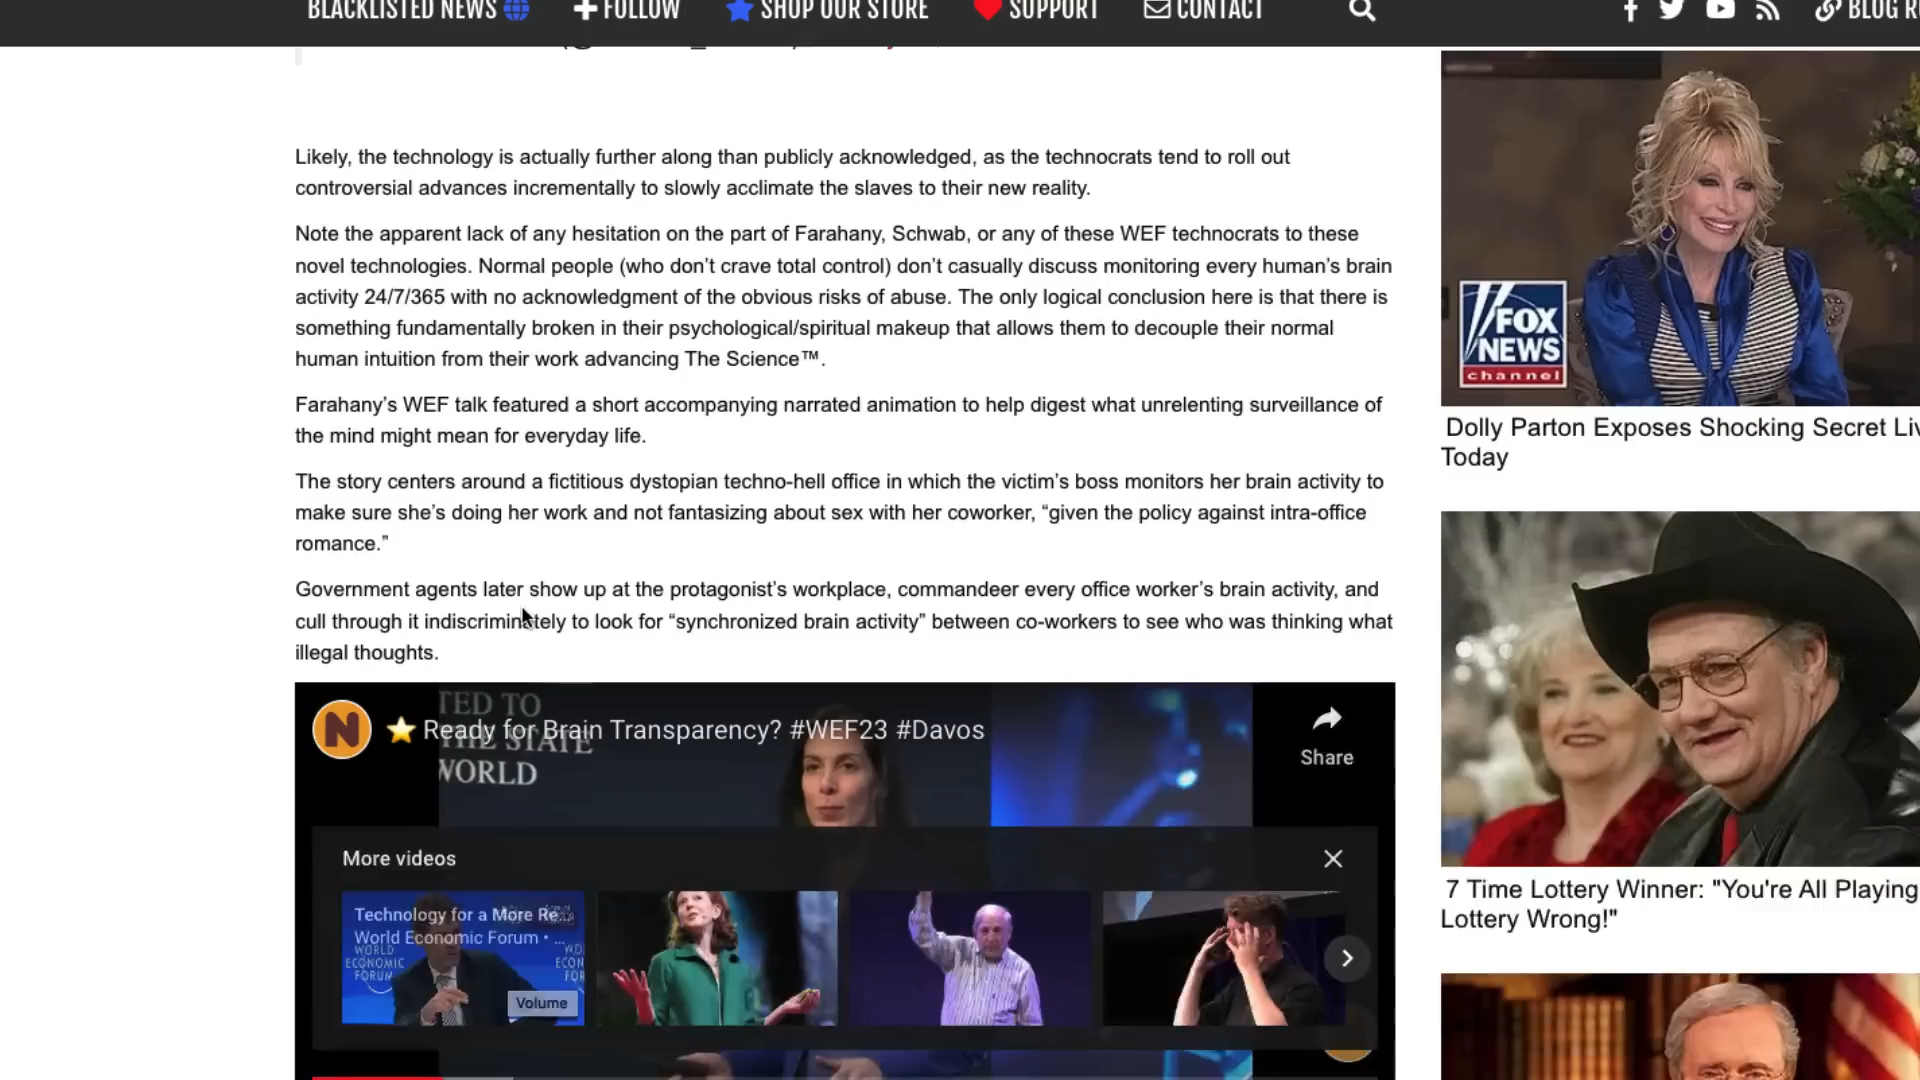 BLACKLISTED NEWS
FOLLOW
SHOP OUR STORE
SUPPORT
CONTACT
BLOG
Likely, the technology is actually further along than publicly acknowledged, as the technocrats tend to roll out
controversial advances incrementally to slowly acclimate the slaves to their new reality.
Note the apparent lack of any hesitation on the part of Farahany, Schwab, or any of these WEF technocrats to these
novel technologies. Normal people (who don’t crave total control) don’t casually discuss monitoring every human’s brain
activity 24/7/365 with no acknowledgment of the obvious risks of abuse. The only logical conclusion here is that there is
something fundamentally broken in their psychological/spiritual makeup that allows them to decouple their normal
human intuition from their work advancing The Science™.
Farahany’s WEF talk featured a short accompanying narrated animation to help digest what unrelenting surveillance of
the mind might mean for everyday life.
The story centers around a fictitious dystopian techno-hell office in which the victim’s boss monitors her brain activity to
make sure she’s doing her work and not fantasizing about sex with her coworker, “given the policy against intra-office
romance.”
Government agents later show up at the protagonist’s workplace, commandeer every office worker’s brain activity, and
cull through it indiscriminately to look for “synchronized brain activity” between co-workers to see who was thinking what
illegal thoughts.
N
Ready for Brain Transparency? #WEF23 #Davos
TED TO
THE STATE
WORLD
Share
More videos
Technology for a More Re...
World Economic Forum • ...
WORLD
ECONOMIC
FORUM
Volume
FOX
NEWS
channel
Dolly Parton Exposes Shocking Secret
Today
7 Time Lottery Winner: "You're All Playing
Lottery Wrong!"